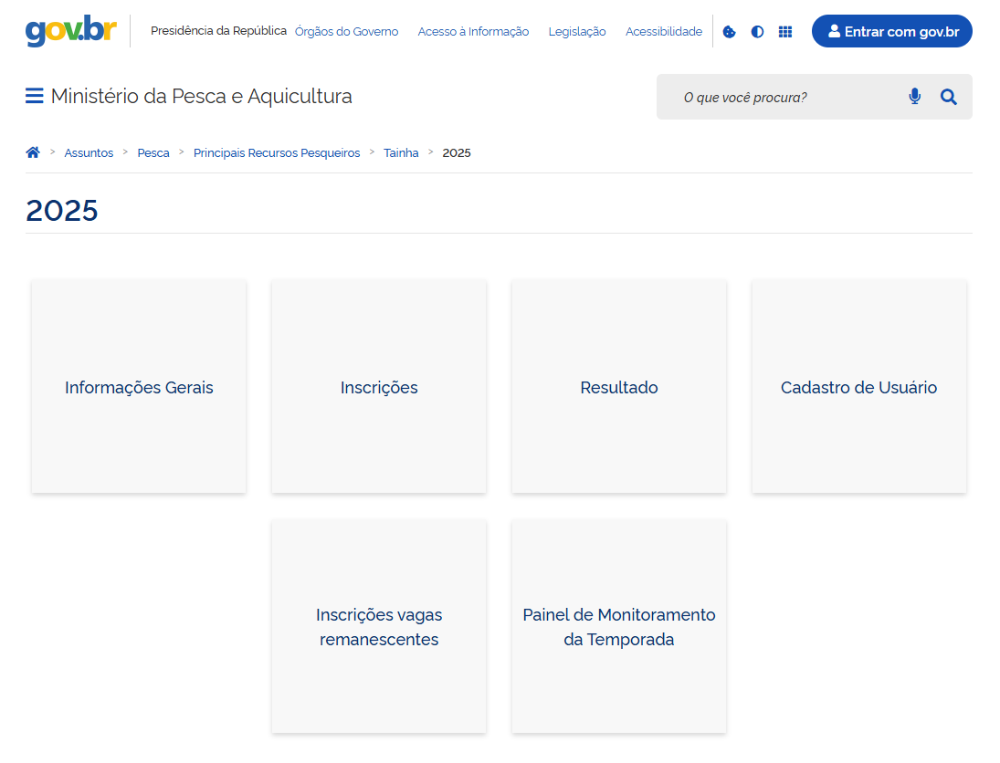 gov.br
Presidência da República Órgãos do Governo Acesso à Informação Legislação Acessibilidade Entrar com gov.br
Ministério da Pesca e Aquicultura
O que você procura?
> Assuntos > Pesca > Principais Recursos Pesqueiros > Tainha > 2025
2025
Informações Gerais
Inscrições
Resultado
Cadastro de Usuário
Inscrições vagas
remanescentes
Painel de Monitoramento
da Temporada